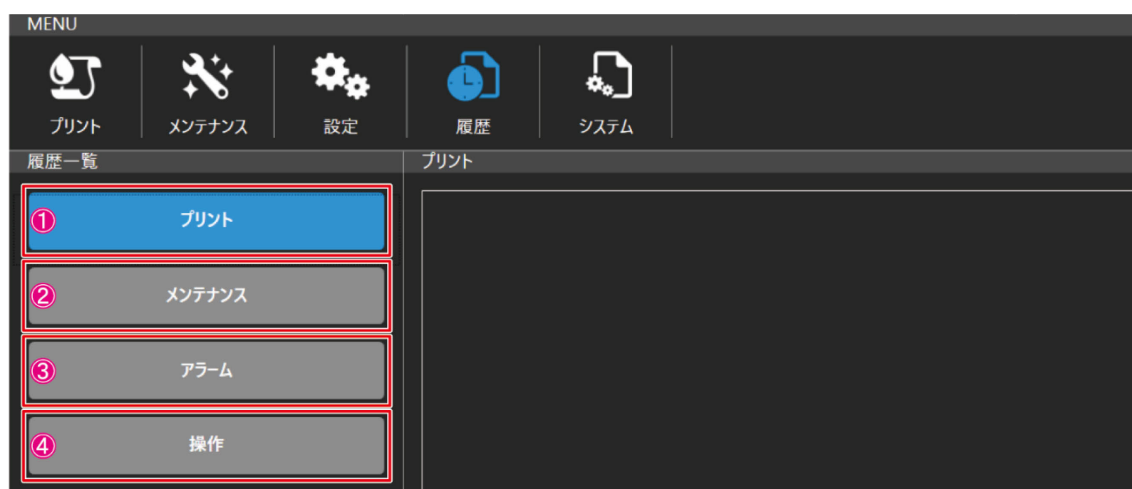 MENU
プリント メンテナンス 設定 履歴 システム
履歴一覧 プリント
① プリント
② メンテナンス
③ アラーム
④ 操作